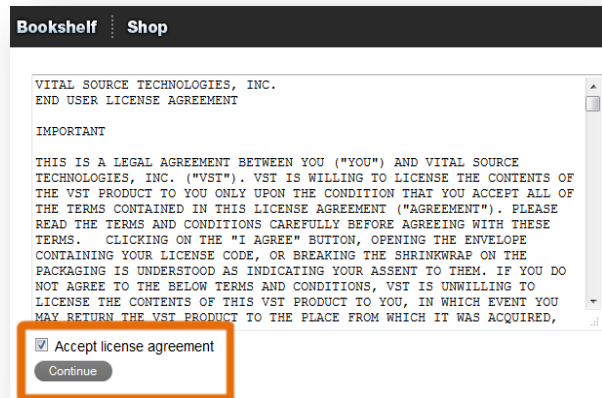 Bookshelf Shop
VITAL SOURCE TECHNOLOGIES, INC.
END USER LICENSE AGREEMENT
IMPORTANT
THIS IS A LEGAL AGREEMENT BETWEEN YOU ("YOU") AND VITAL SOURCE
TECHNOLOGIES, INC. ("VST"). VST IS WILLING TO LICENSE THE CONTENTS OF
THE VST PRODUCT TO YOU ONLY UPON THE CONDITION THAT YOU ACCEPT ALL OF
THE TERMS CONTAINED IN THIS LICENSE AGREEMENT ("AGREEMENT"). PLEASE
READ THE TERMS AND CONDITIONS CAREFULLY BEFORE AGREEING WITH THESE
TERMS. CLICKING ON THE "I AGREE" BUTTON, OPENING THE ENVELOPE
CONTAINING YOUR LICENSE CODE, OR BREAKING THE SHRINKWRAP ON THE
PACKAGING IS UNDERSTOOD AS INDICATING YOUR ASSENT TO THEM. IF YOU DO
NOT AGREE TO THE BELOW TERMS AND CONDITIONS, VST IS UNWILLING TO
LICENSE THE CONTENTS OF THIS VST PRODUCT TO YOU, IN WHICH EVENT YOU
MAY RETURN THE VST PRODUCT TO THE PLACE FROM WHICH IT WAS ACQUIRED,
Accept license agreement
Continue